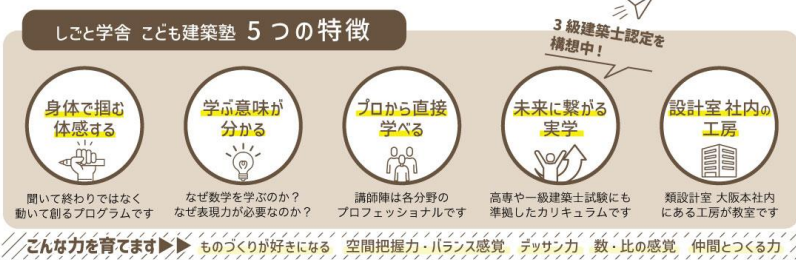 しごと学舎 こども建築塾 5つの特徴
3級建築士認定を
構想中!
身体で掴む
体感する
聞いて終わりではなく
動いて創るプログラムです
学ぶ意味が
分かる
なぜ数学を学ぶのか?
なぜ表現力が必要なのか?
プロから直接
学べる
講師陣は各分野の
プロフェッショナルです
未来に繋がる
実学
高専や一級建築士試験にも
準拠したカリキュラムです
設計室 社内の
工房
類設計室 大阪本社内
にある工房が教室です
こんな力を育てます▶▶ ものづくりが好きになる 空間把握力・バランス感覚 デッサン力 数・比の感覚 仲間とつくる力